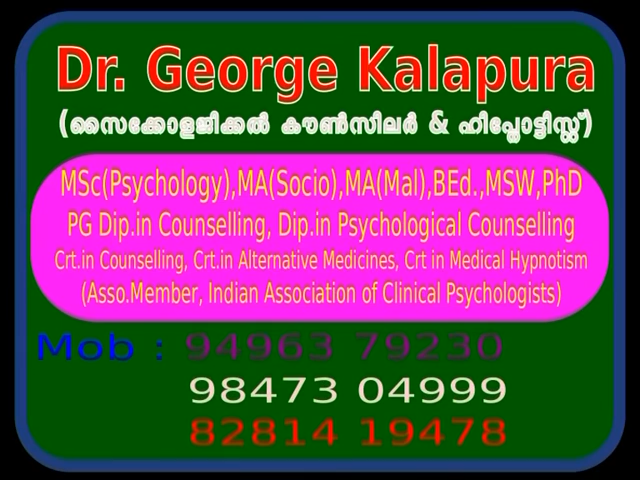 Dr. George Kalapura
(സൈക്കോളജിക്കൽ കൗൺസിലർ & ഹിപ്നോട്ടിസ്റ്റ്)
MSc(Psychology),MA(Socio),MA(Mal),BEd.,MSW,PhD
PG Dip.in Counselling, Dip.in Psychological Counselling
Crt.in Counselling, Crt.in Alternative Medicines, Crt in Medical Hypnotism
(Asso.Member, Indian Association of Clinical Psychologists)
Mob : 94963 79230
98473 04999
82814 19478